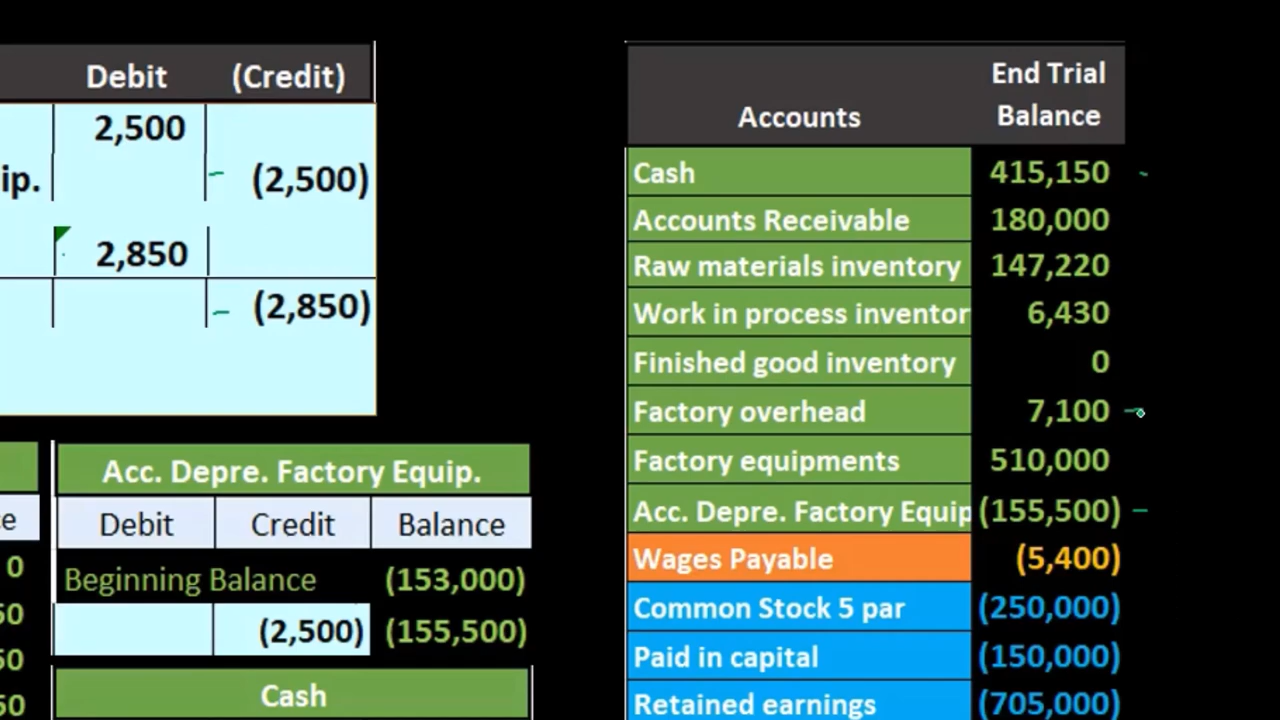 Debit (Credit)
2,500
ip. (2,500)
2,850
(2,850)
Acc. Depre. Factory Equip.
e Debit Credit Balance
0 Beginning Balance (153,000)
50 (2,500) (155,500)
50 Cash
50
Accounts End Trial
Balance
Cash 415,150
Accounts Receivable 180,000
Raw materials inventory 147,220
Work in process inventor 6,430
Finished good inventory 0
Factory overhead 7,100
Factory equipments 510,000
Acc. Depre. Factory Equip (155,500)
Wages Payable (5,400)
Common Stock 5 par (250,000)
Paid in capital (150,000)
Retained earnings (705,000)